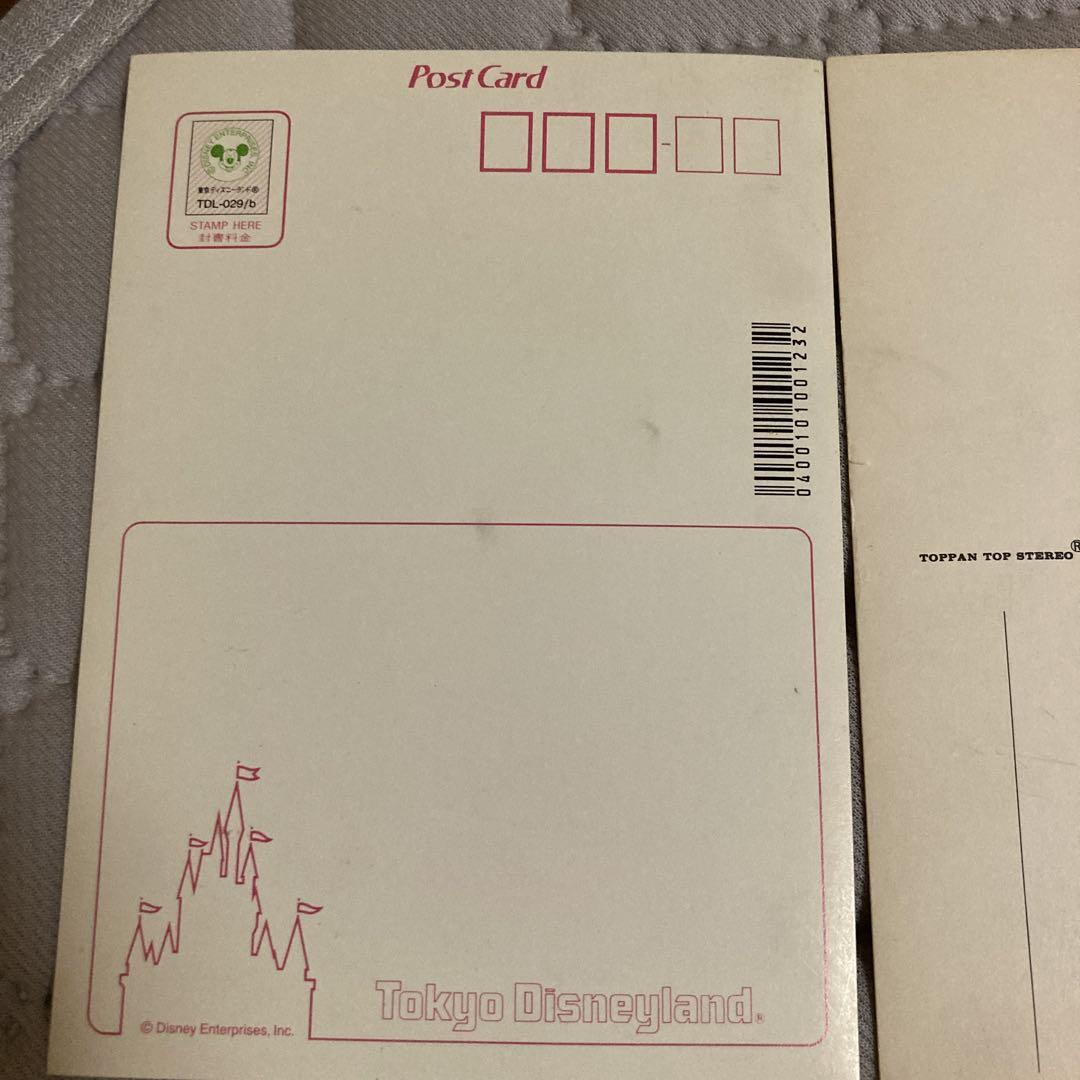 Post Card
© DISNEY ENTERPRISES, INC.
東京ディズニーランド®
TDL-029/b
STAMP HERE
封書料金
0400101001232
TOPPAN TOP STEREO®
Tokyo Disneyland®
© Disney Enterprises, Inc.